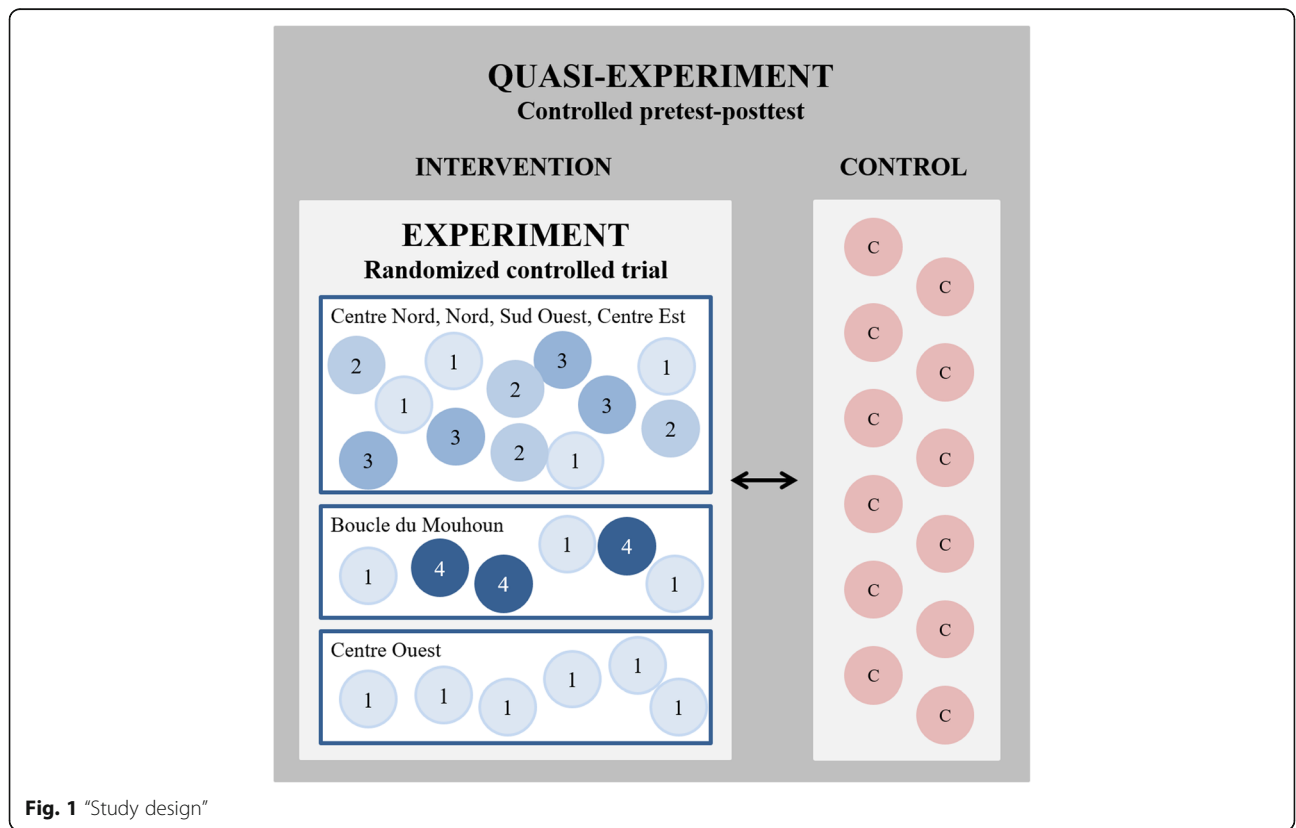 QUASI-EXPERIMENT
Controlled pretest-posttest
INTERVENTION
EXPERIMENT
Randomized controlled trial
Centre Nord, Nord, Sud Ouest, Centre Est
2
1
1
2
3
3
1
2
3
3
2
1
Boucle du Mouhoun
1
4
4
1
4
1
Centre Ouest
1
1
1
1
1
1
CONTROL
C
C
C
C
C
C
C
C
C
C
C
C
Fig. 1 “Study design”